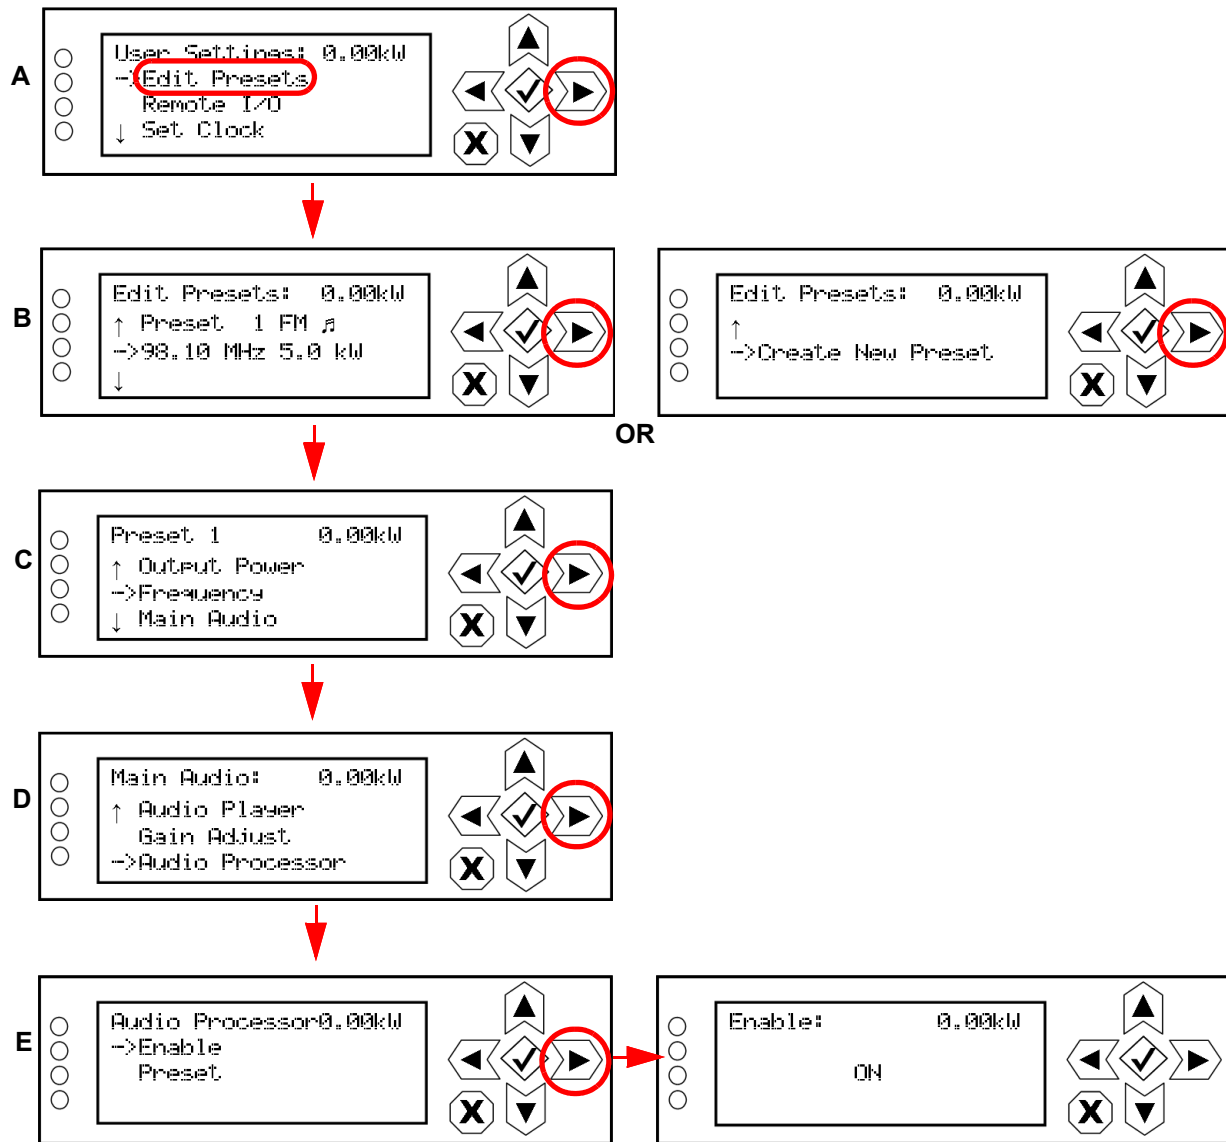 A
User Settings: 0.00kW
->Edit Presets
Remote I/O
↓ Set Clock
X
B
Edit Presets: 0.00kW
↑ Preset 1 FM ♬
->98.10 MHz 5.0 kW
↓
X
Edit Presets: 0.00kW
↑
->Create New Preset
X
OR
C
Preset 1 0.00kW
↑ Output Power
->Frequency
↓ Main Audio
X
D
Main Audio: 0.00kW
↑ Audio Player
Gain Adjust
->Audio Processor
X
E
Audio Processor0.00kW
->Enable
Preset
X
Enable: 0.00kW
ON
X